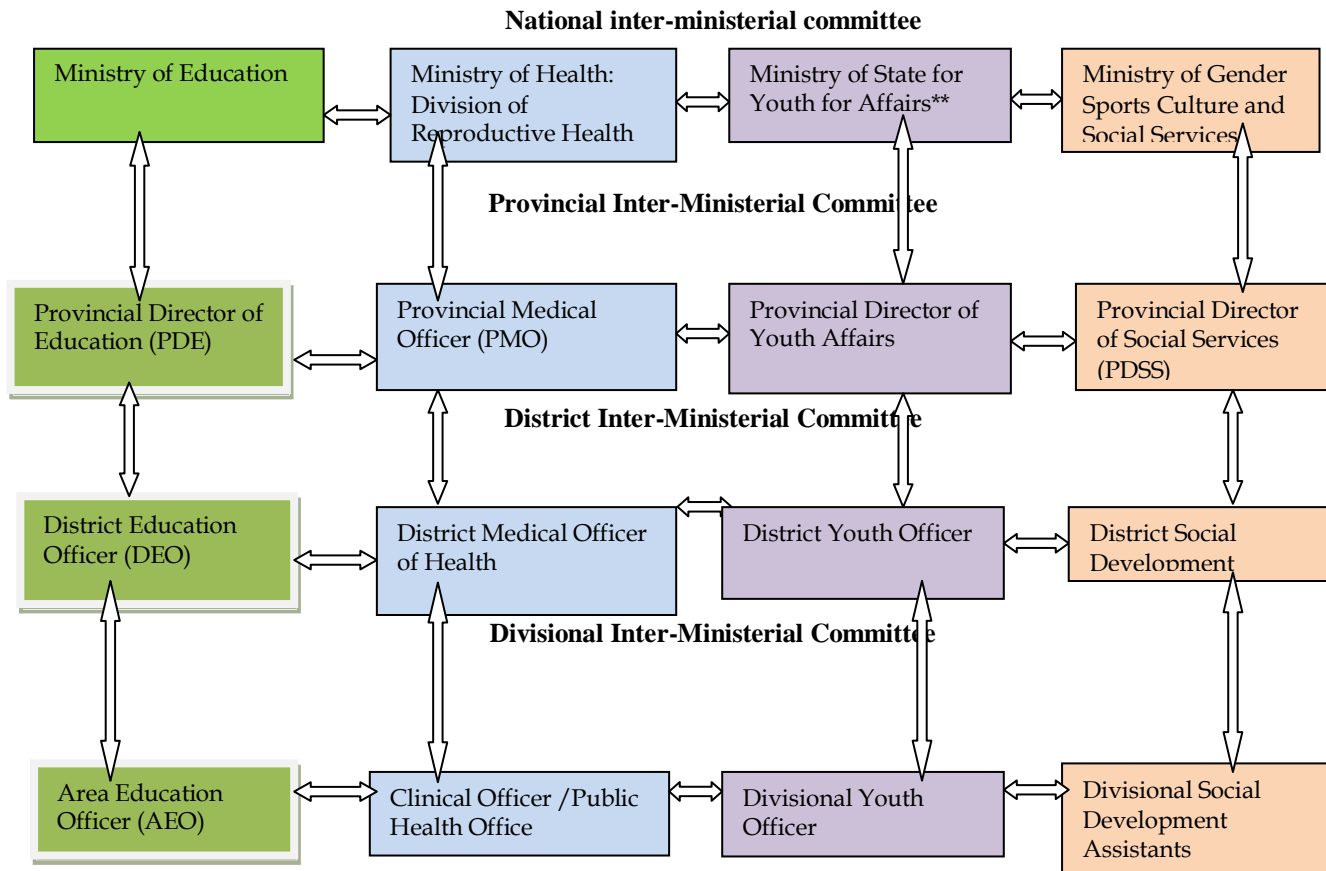 National inter-ministerial committee
Ministry of Education
Ministry of Health:
Division of
Reproductive Health
Ministry of State for
Youth for Affairs**
Ministry of Gender
Sports Culture and
Social Services
Provincial Inter-Ministerial Committee
Provincial Director of
Education (PDE)
Provincial Medical
Officer (PMO)
Provincial Director of
Youth Affairs
Provincial Director
of Social Services
(PDSS)
District Inter-Ministerial Committee
District Education
Officer (DEO)
District Medical Officer
of Health
District Youth Officer
District Social
Development
Divisional Inter-Ministerial Committee
Area Education
Officer (AEO)
Clinical Officer /Public
Health Office
Divisional Youth
Officer
Divisional Social
Development
Assistants